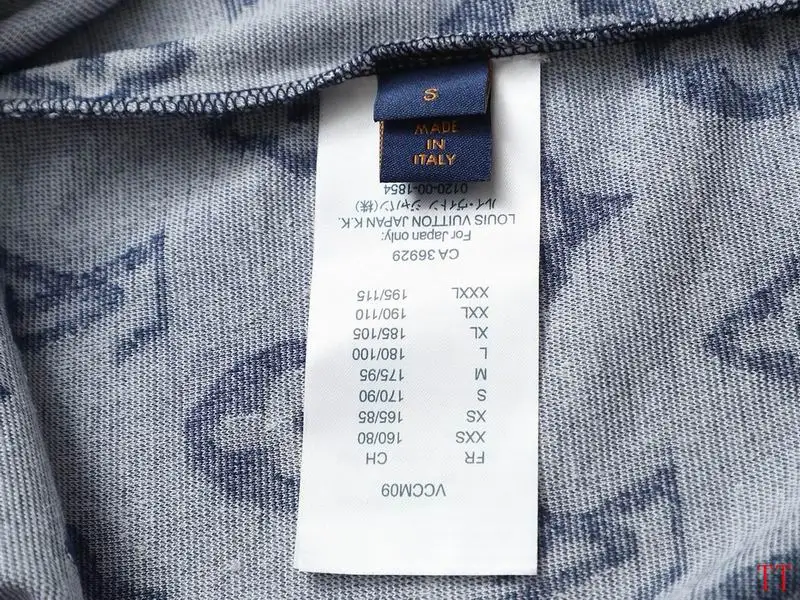 S
MADE
IN
ITALY
VCCM09
FR CH
XXS 160/80
XS 165/85
S 170/90
M 175/95
L 180/100
XL 185/105
XXL 190/110
XXXL 195/115
CA 36929
For Japan only:
LOUIS VUITTON JAPAN K.K.
ルイ・ヴィトン ジャパン(株)
0120-00-1854
TT